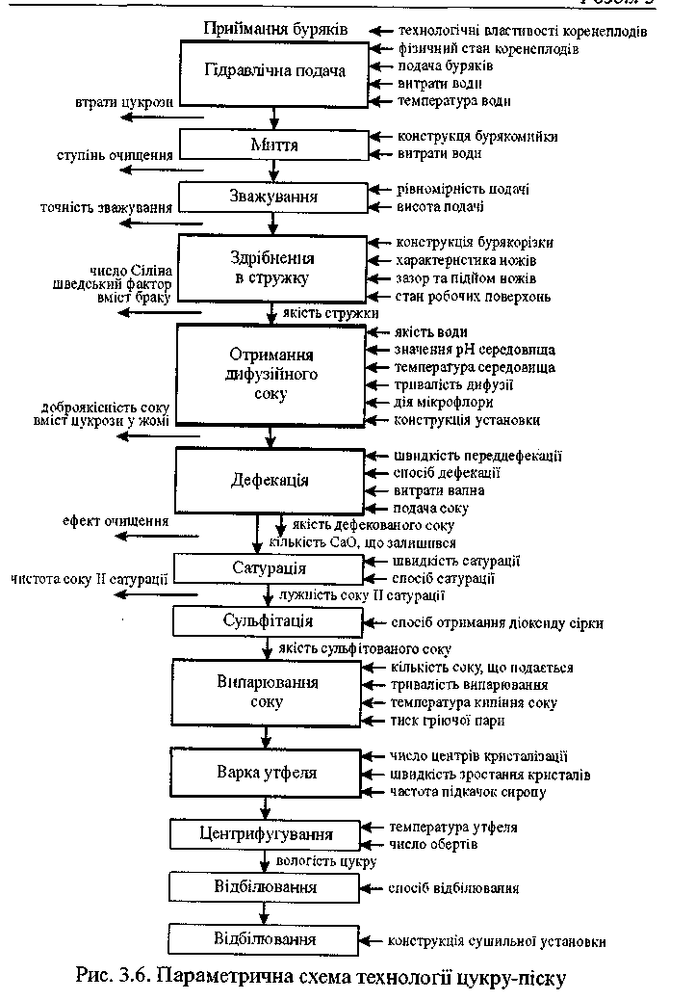 Розділ 3
Приймання буряків
технологічні властивості коренеплодів
Гідравлічна подача
фізичний стан коренеплодів
подача буряків
витрати води
температура води
втрати цукрози
Миття
конструкця бурякомийки
витрати води
ступінь очищення
Зважування
рівномірність подачі
висота подачі
точність зважування
Здрібнення
в стружку
конструкція бурякорізки
характеристика ножів
зазор та підйом ножів
стан робочих поверхонь
число Сіліна
шведський фактор
вміст браку
якість стружки
Отримання
дифузійного
соку
якість води
значення pH середовища
температура середовища
тривалість дифузії
дія мікрофлори
конструкція установки
доброякісність соку
вміст цукрози у жомі
Дефекація
швидкість переддефекації
спосіб дефекації
витрати вапна
подача соку
ефект очищення
якість дефекованого соку
кількість CaO, що залишився
Сатурація
швидкість сатурації
спосіб сатурації
чистота соку II сатурації
лужність соку II сатурації
Сульфітація
спосіб отримання діоксиду сірки
якість сульфітованого соку
Випарювання
соку
кількість соку, що подається
тривалість випарювання
температура кипіння соку
тиск гріючої пари
Варка утфеля
число центрів кристалізації
швидкість зростання кристалів
частота підкачок сиропу
Центрифугування
температура утфеля
число обертів
вологість цукру
Відбілювання
спосіб відбілювання
Відбілювання
конструкція сушильної установки
Рис. 3.6. Параметрична схема технології цукру-піску